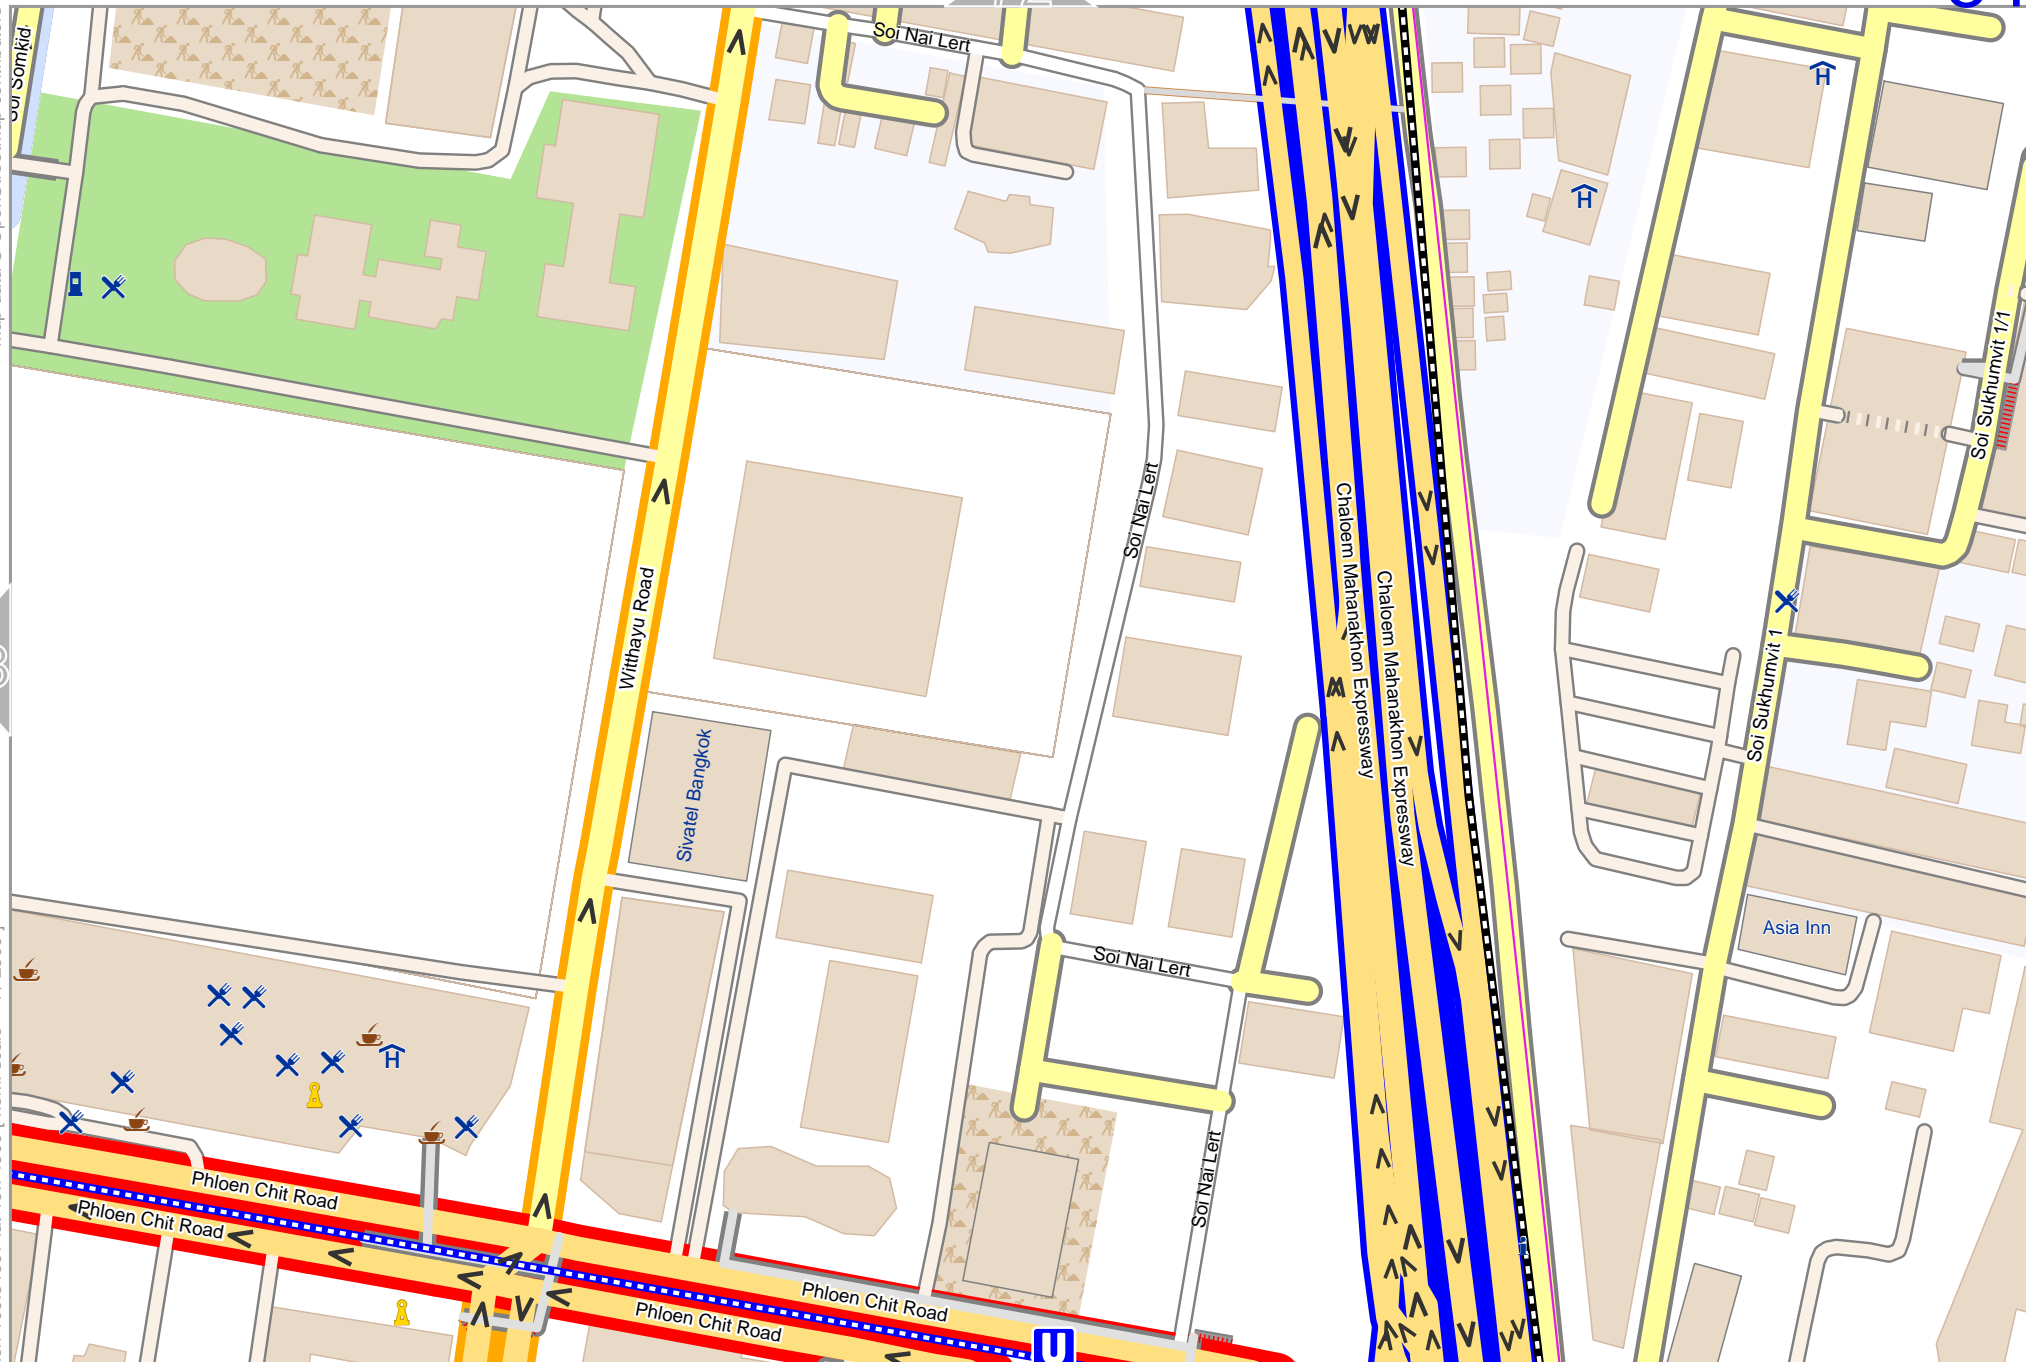 Soi Somkid
Soi Nai Lert
Soi Sukhumvit 1/1
Soi Nai Lert
Chaloem Mahanakhon Expressway
Chaloem Mahanakhon Expressway
Witthayu Road
Soi Sukhumvit 1
Sivatel Bangkok
Asia Inn
Soi Nai Lert
H
H
H
Phloen Chit Road
Phloen Chit Road
Soi Nai Lert
Phloen Chit Road
Phloen Chit Road
U